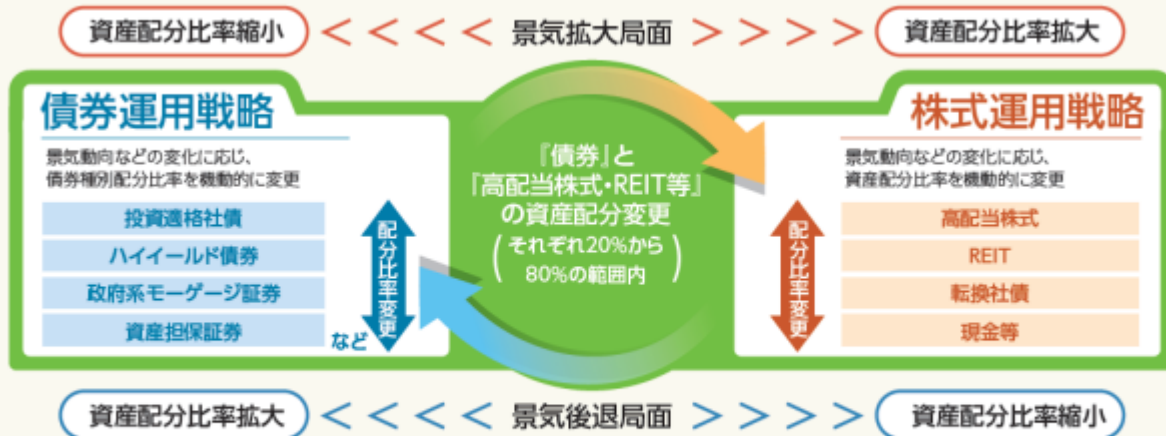 資産配分比率縮小 < < < < 景気拡大局面 > > > > 資産配分比率拡大
債券運用戦略
景気動向などの変化に応じ、
債券種別配分比率を機動的に変更
投資適格社債
ハイイールド債券
政府系モーゲージ証券
資産担保証券
など
配分比率変更
『債券』と
『高配当株式・REIT等』
の資産配分変更
(それぞれ20%から
80%の範囲内)
株式運用戦略
景気動向などの変化に応じ、
資産配分比率を機動的に変更
配分比率変更
高配当株式
REIT
転換社債
現金等
資産配分比率拡大 < < < < 景気後退局面 > > > > 資産配分比率縮小